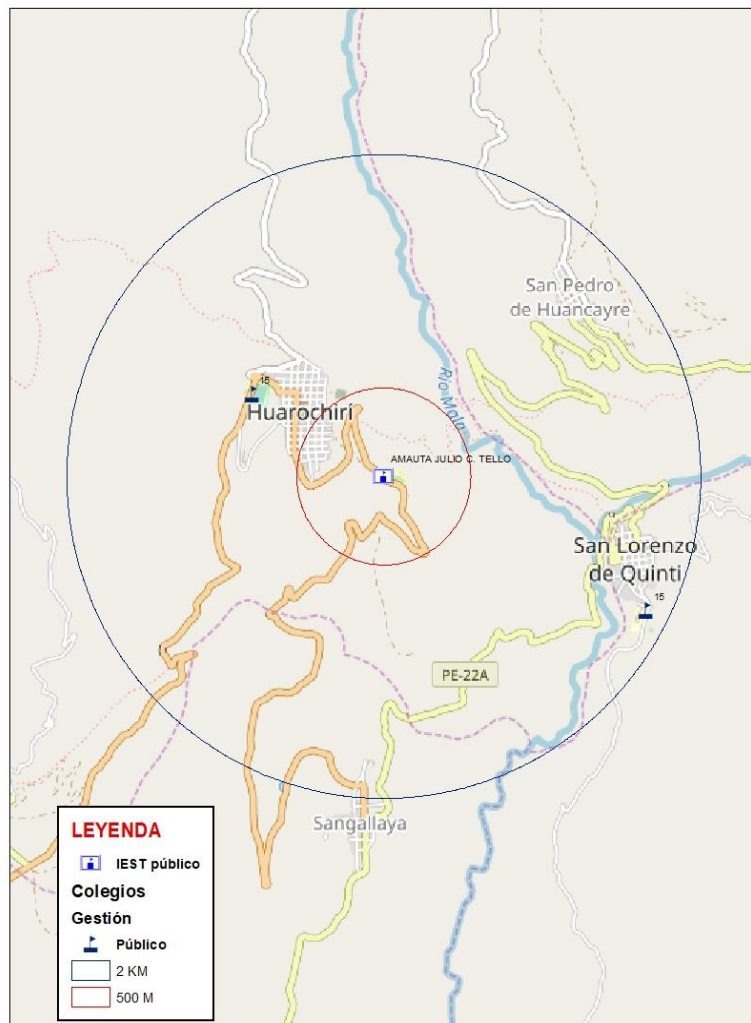 San Pedro
de Huancayre
Río Mala
15
Huarochirí
AMAUTA JULIO C. TELLO
San Lorenzo
de Quinti
15
PE-22A
Sangallaya
LEYENDA
IEST público
Colegios
Gestión
Público
2 KM
500 M